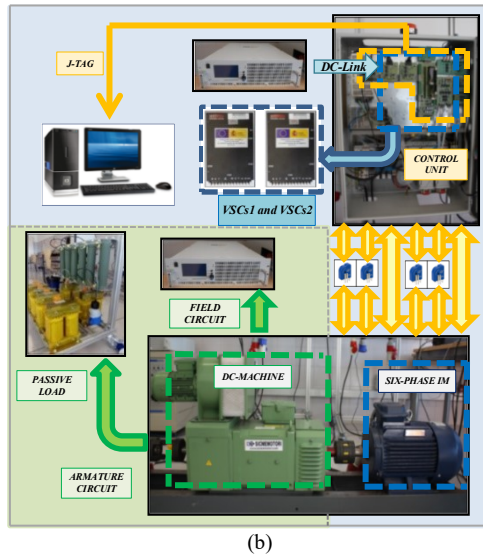 J-TAG
DC-Link
CONTROL
UNIT
VSCs1 and VSCs2
FIELD
CIRCUIT
PASSIVE
LOAD
DC-MACHINE
SIX-PHASE IM
ARMATURE
CIRCUIT
(b)